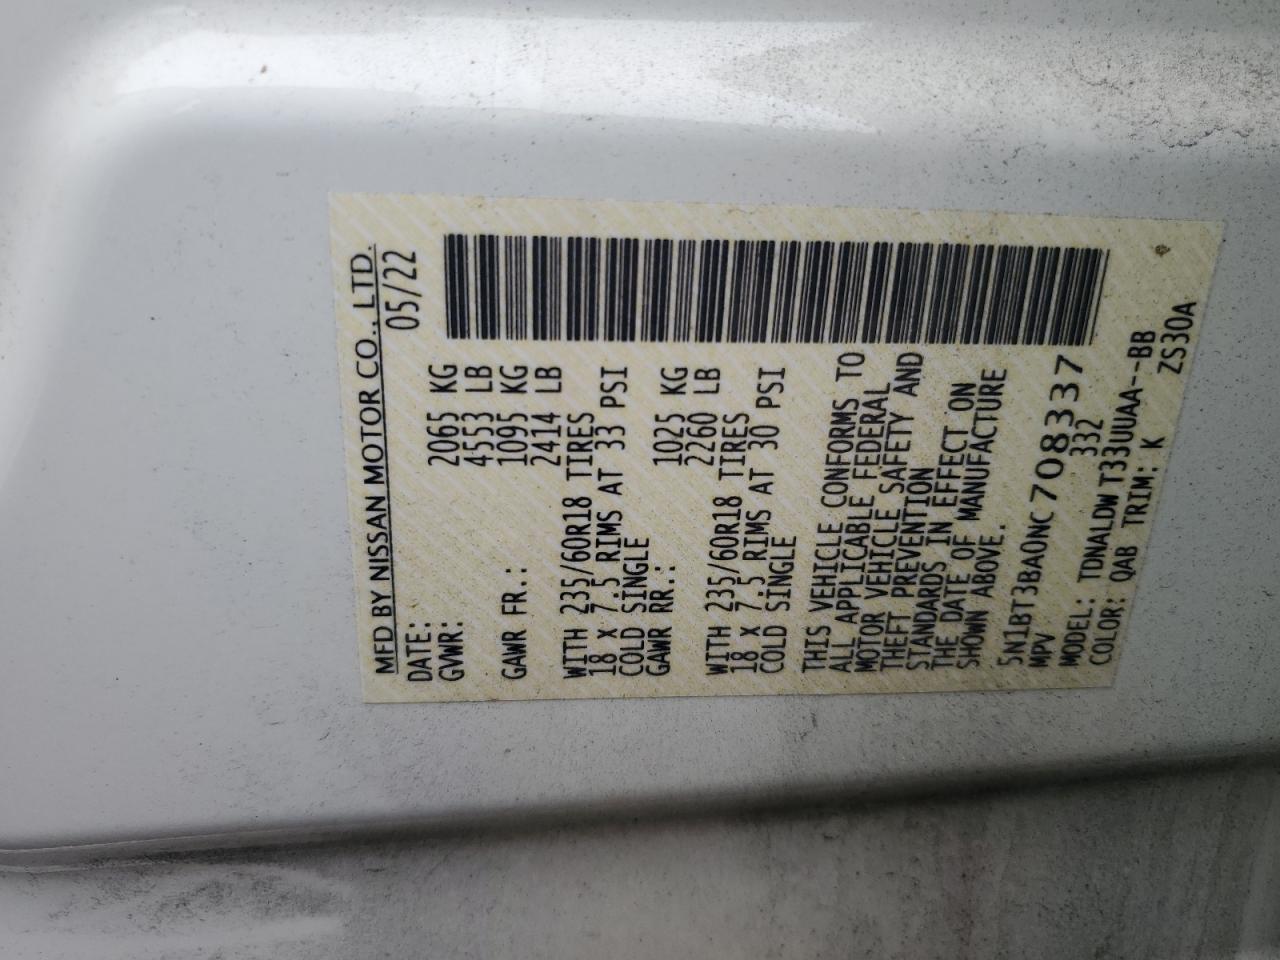 MFD BY NISSAN MOTOR CO., LTD.
DATE: 05/22
GVWR: 2065 KG
4553 LB
GAWR FR.: 1095 KG
2414 LB
WITH 235/60R18 TIRES
18 X 7.5 RIMS AT 33 PSI
COLD SINGLE
GAWR RR.: 1025 KG
2260 LB
WITH 235/60R18 TIRES
18 X 7.5 RIMS AT 30 PSI
COLD SINGLE
THIS VEHICLE CONFORMS TO
ALL APPLICABLE FEDERAL
MOTOR VEHICLE SAFETY AND
THEFT PREVENTION
STANDARDS IN EFFECT ON
THE DATE OF MANUFACTURE
SHOWN ABOVE.
5N1BT3BA0NC708337
MPV 332
MODEL: TDNALDW T33UUAA--BB
COLOR: QAB TRIM: K ZS30A